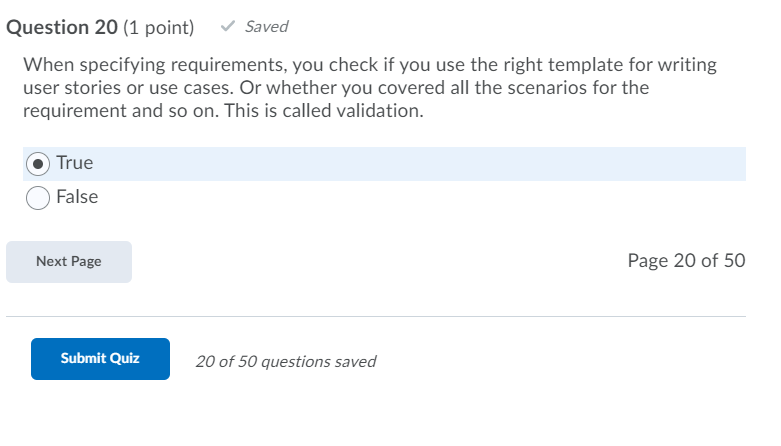 Question 20 (1 point) Saved
When specifying requirements, you check if you use the right template for writing
user stories or use cases. Or whether you covered all the scenarios for the
requirement and so on. This is called validation.
True
False
Next Page Page 20 of 50
Submit Quiz 20 of 50 questions saved